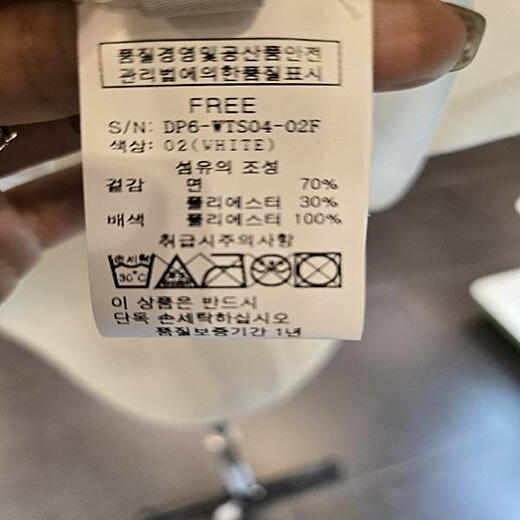 품질경영및공산품안전
관리법에의한품질표시
FREE
S/N: DP6-WTS04-02F
색상: 02(WHITE)
섬유의 조성
겉감 면 70%
폴리에스터 30%
배색 폴리에스터 100%
취급시주의사항
손세탁
30°C
이 상품은 반드시
단독 손세탁하십시오
품질보증기간 1년